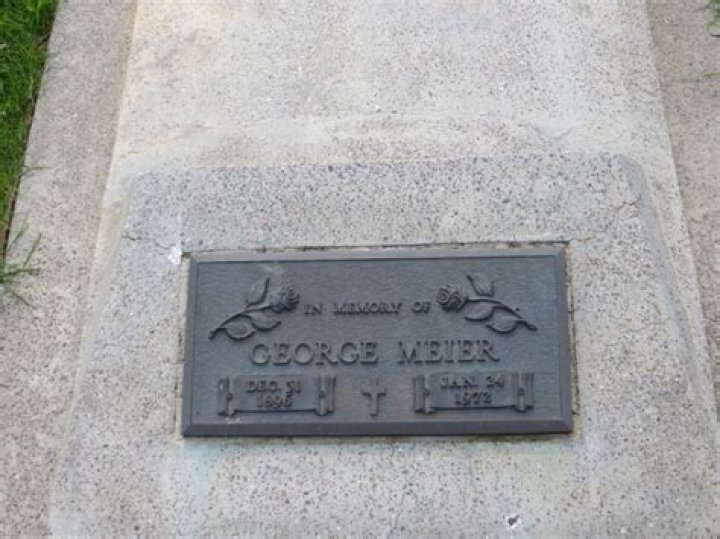 IN MEMORY OF
GEORGE MEIER
DEC. 31 JAN. 24
1896 1972